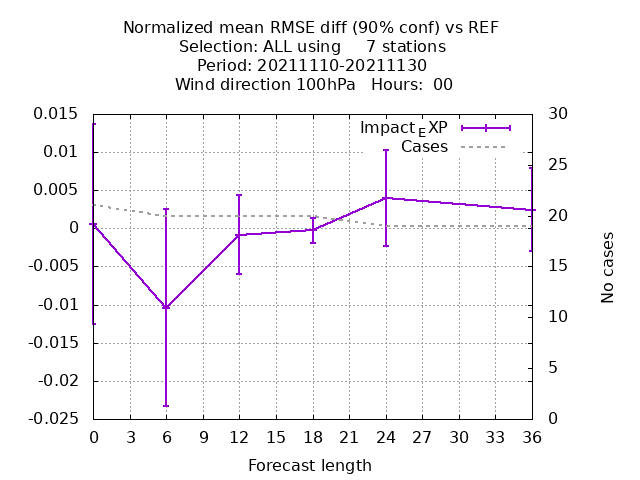 Normalized mean RMSE diff (90% conf) vs REF
Selection: ALL using     7 stations
Period: 20211110-20211130
Wind direction 100hPa   Hours:  00
Impact_EXP
Cases
0.015
0.01
0.005
0
-0.005
-0.01
-0.015
-0.02
-0.025
30
25
20
15
10
5
0
No cases
0 3 6 9 12 15 18 21 24 27 30 33 36
Forecast length